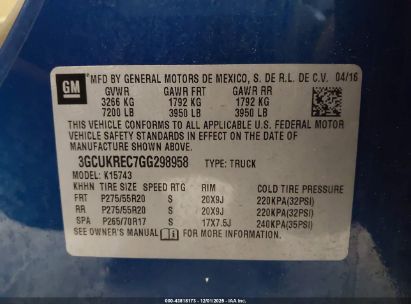 GM
MFD BY GENERAL MOTORS DE MEXICO, S. DE R.L. DE C.V. 04/16
GVWR GAWR FRT GAWR RR
3266 KG 1792 KG 1792 KG
7200 LB 3950 LB 3950 LB
THIS VEHICLE CONFORMS TO ALL APPLICABLE U.S. FEDERAL MOTOR
VEHICLE SAFETY STANDARDS IN EFFECT ON THE DATE OF
MANUFACTURE SHOWN ABOVE.
3GCUKREC7GG298958 TYPE: TRUCK
MODEL: K15743
KHHN TIRE SIZE SPEED RTG RIM COLD TIRE PRESSURE
FRT P275/55R20 S 20X9J 220KPA(32PSI)
RR P275/55R20 S 20X9J 220KPA(32PSI)
SPA P265/70R17 S 17X7.5J 240KPA(35PSI)
SEE OWNER'S MANUAL FOR MORE INFORMATION